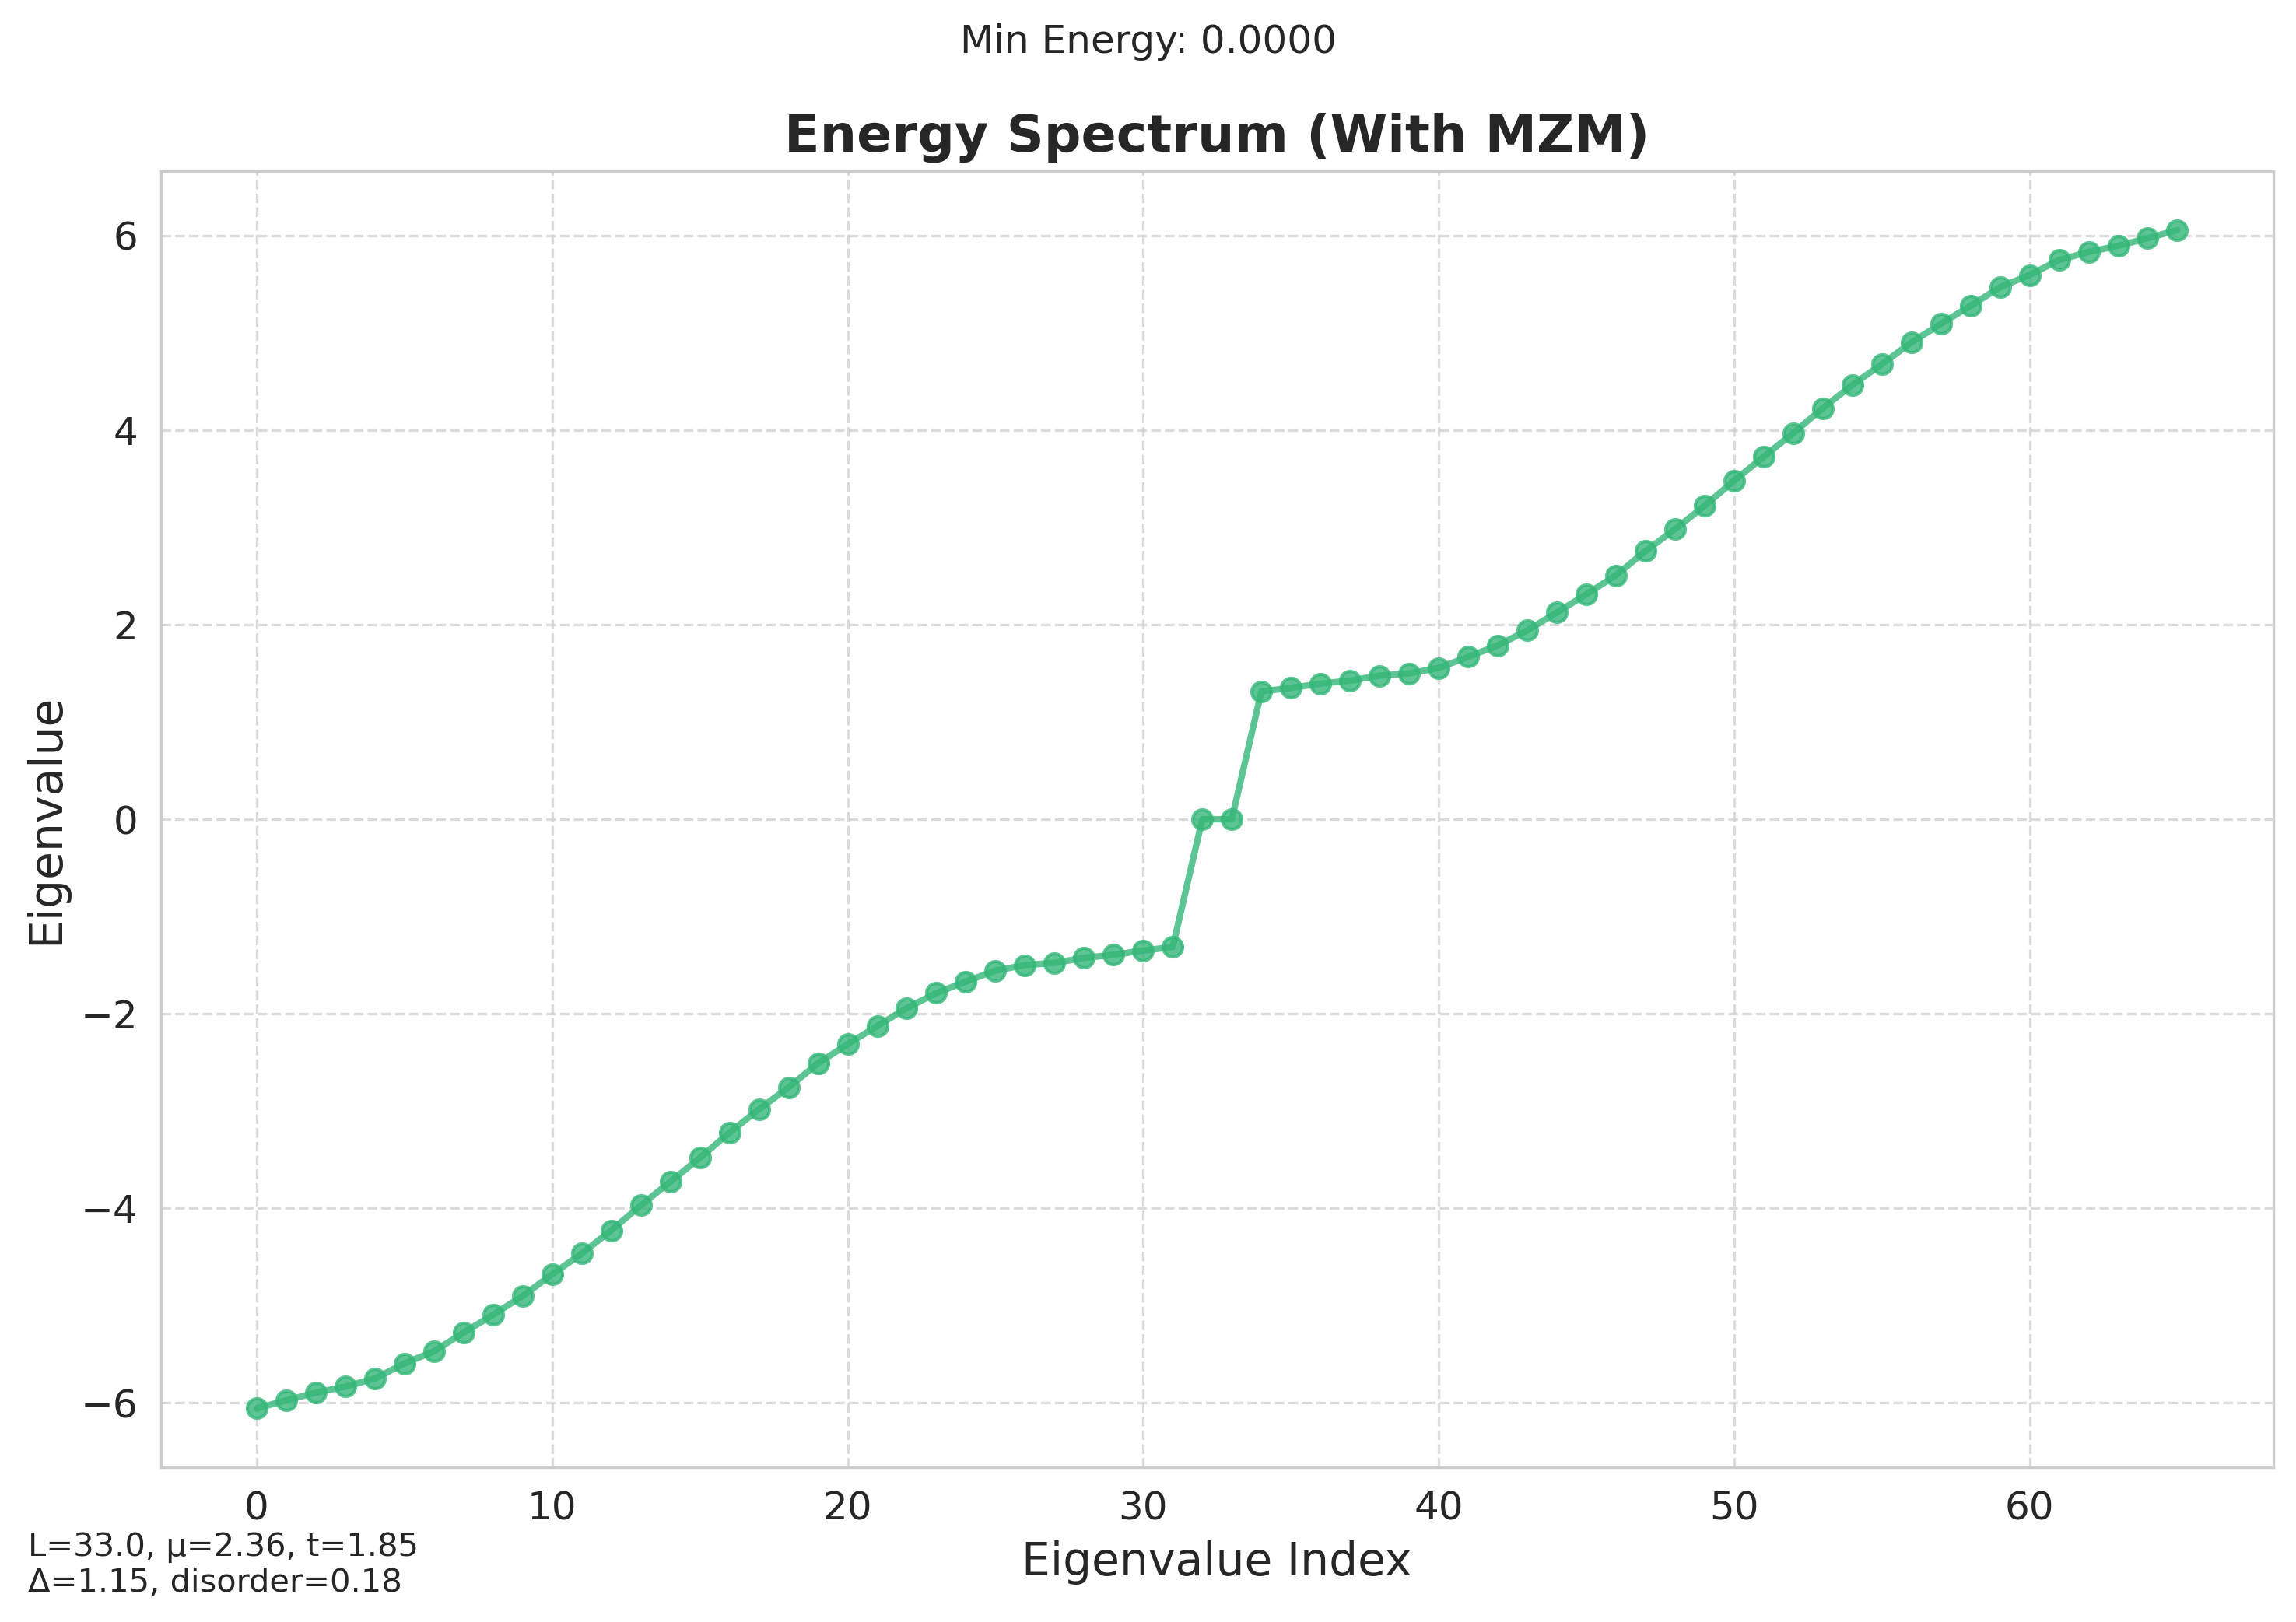 Min Energy: 0.0000
Energy Spectrum (With MZM)
Eigenvalue
6
4
2
0
−2
−4
−6
0 10 20 30 40 50 60
Eigenvalue Index
L=33.0, μ=2.36, t=1.85
Δ=1.15, disorder=0.18